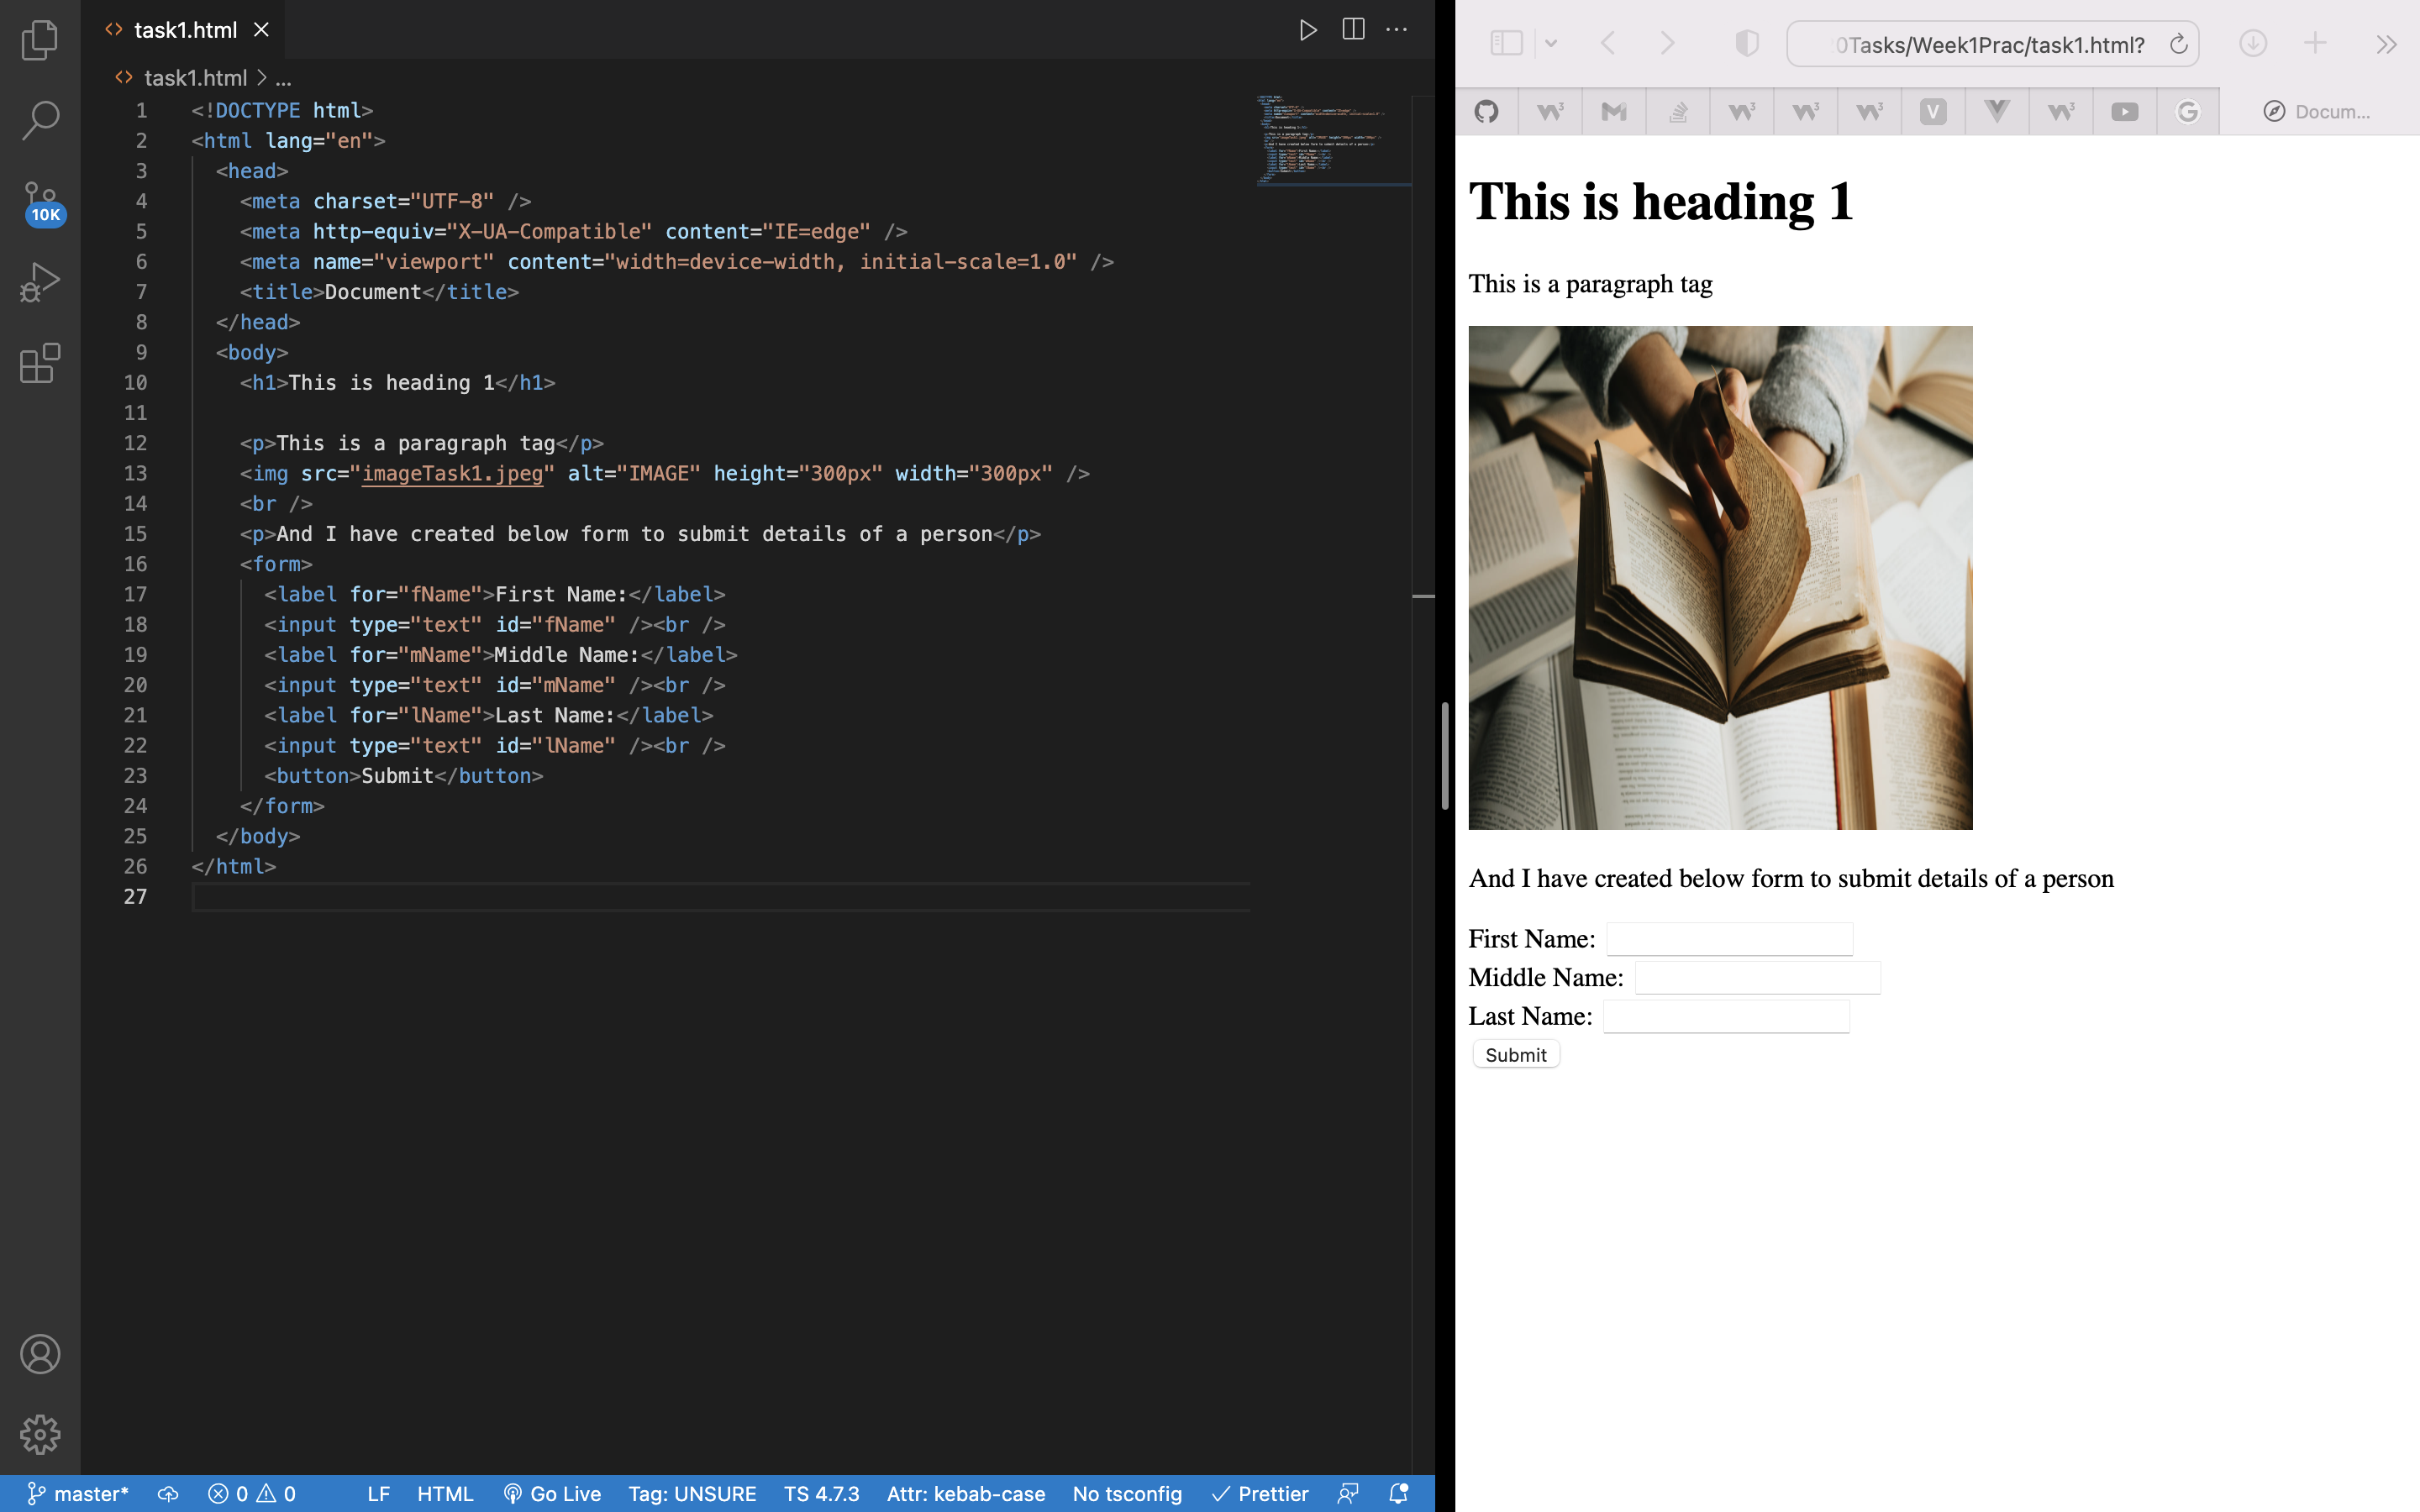 task1.html
task1.html > ...
1 <!DOCTYPE html>
2 <html lang="en">
3 <head>
4 <meta charset="UTF-8" />
5 <meta http-equiv="X-UA-Compatible" content="IE=edge" />
6 <meta name="viewport" content="width=device-width, initial-scale=1.0" />
7 <title>Document</title>
8 </head>
9 <body>
10 <h1>This is heading 1</h1>
11
12 <p>This is a paragraph tag</p>
13 <img src="imageTask1.jpeg" alt="IMAGE" height="300px" width="300px" />
14 <br />
15 <p>And I have created below form to submit details of a person</p>
16 <form>
17 <label for="fName">First Name:</label>
18 <input type="text" id="fName" /><br />
19 <label for="mName">Middle Name:</label>
20 <input type="text" id="mName" /><br />
21 <label for="lName">Last Name:</label>
22 <input type="text" id="lName" /><br />
23 <button>Submit</button>
24 </form>
25 </body>
26 </html>
27
10K
master* 0 0 LF HTML Go Live Tag: UNSURE TS 4.7.3 Attr: kebab-case No tsconfig Prettier
0Tasks/Week1Prac/task1.html?
Docum...
This is heading 1
This is a paragraph tag
And I have created below form to submit details of a person
First Name:
Middle Name:
Last Name:
Submit